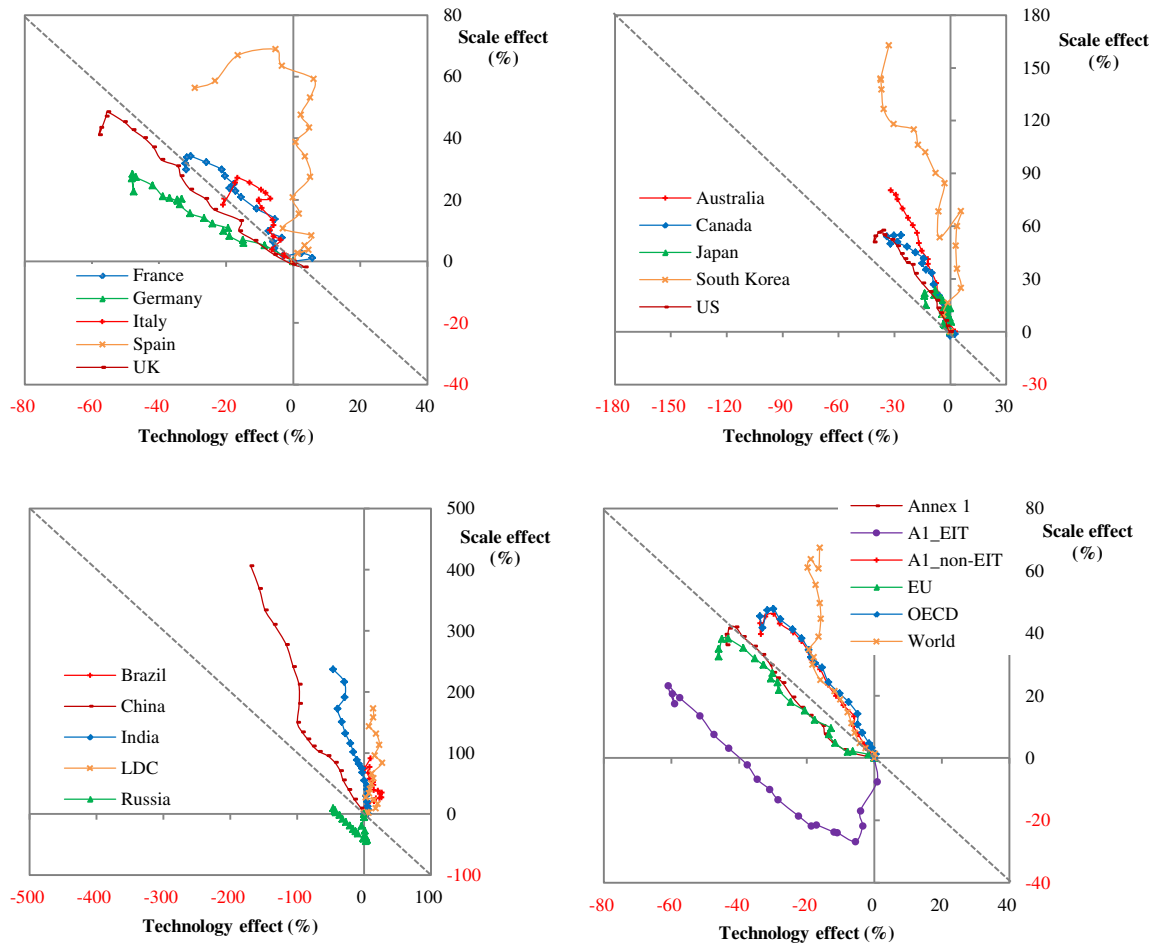 80
60
40
20
0
-20
-40
Scale effect
(%)
France
Germany
Italy
Spain
UK
-80 -60 -40 -20 0 20 40
Technology effect (%)
180
150
120
90
60
30
0
-30
Scale effect
(%)
Australia
Canada
Japan
South Korea
US
-180 -150 -120 -90 -60 -30 0 30
Technology effect (%)
500
400
300
200
100
0
-100
Scale effect
(%)
Brazil
China
India
LDC
Russia
-500 -400 -300 -200 -100 0 100
Technology effect (%)
80
60
40
20
0
-20
-40
Scale effect
(%)
Annex 1
A1_EIT
A1_non-EIT
EU
OECD
World
-80 -60 -40 -20 0 20 40
Technology effect (%)